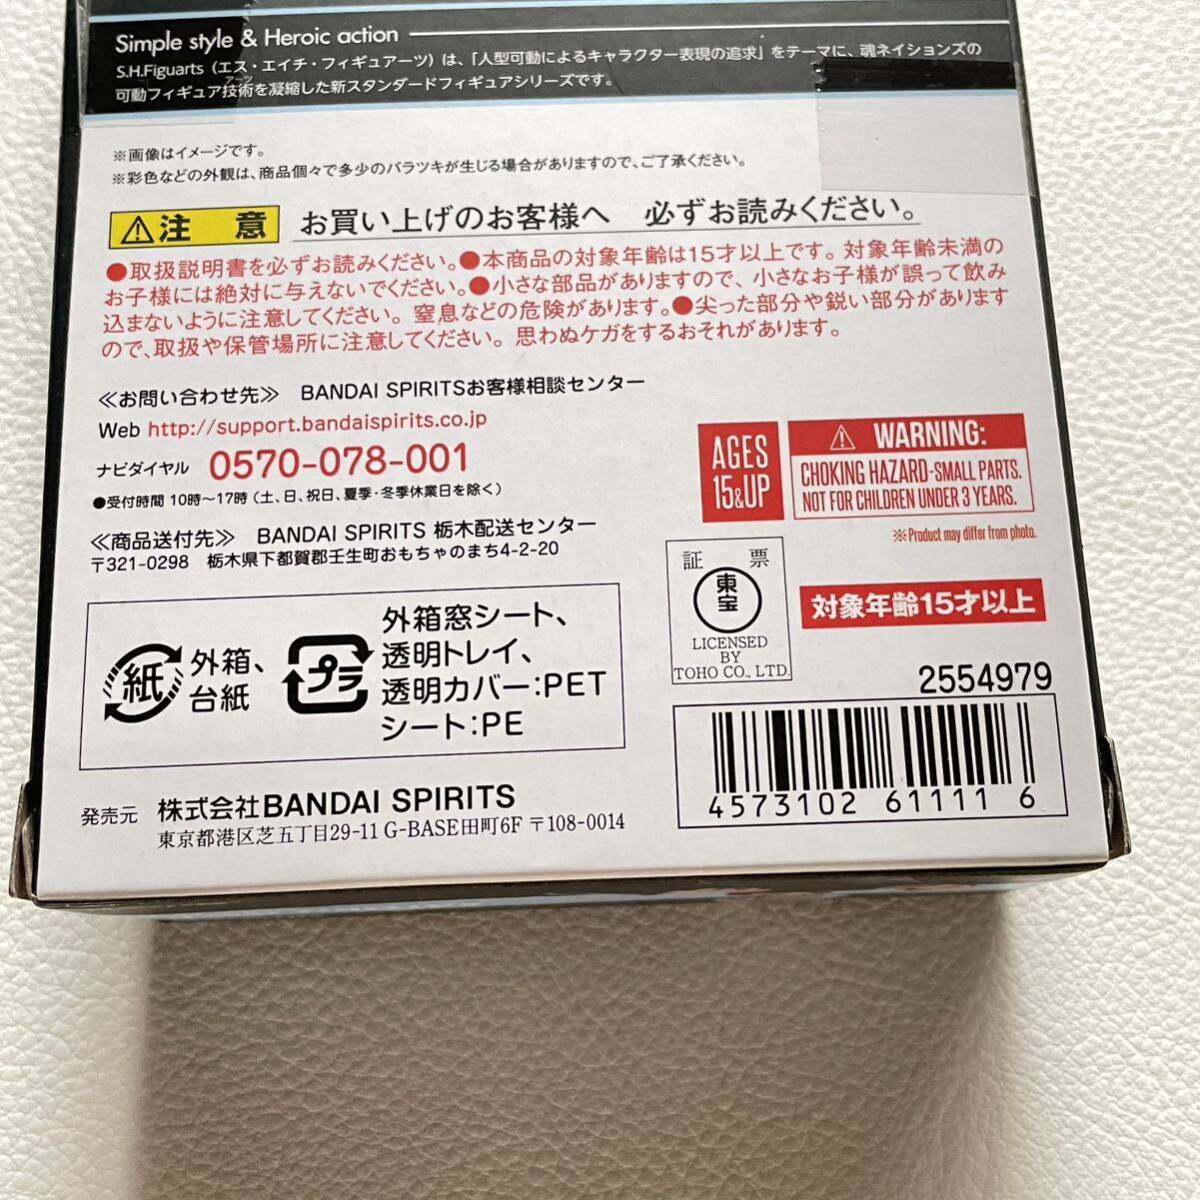 Simple style & Heroic action
S.H.Figuarts(エス・エイチ・フィギュアーツ)は、「人型可動によるキャラクター表現の追求」をテーマに、魂ネイションズの
アーツ
可動フィギュア技術を凝縮した新スタンダードフィギュアシリーズです。
※画像はイメージです。
※彩色などの外観は、商品個々で多少のバラツキが生じる場合がありますので、ご了承ください。
⚠注 意 お買い上げのお客様へ 必ずお読みください。
●取扱説明書を必ずお読みください。●本商品の対象年齢は15才以上です。対象年齢未満の
お子様には絶対に与えないでください。●小さな部品がありますので、小さなお子様が誤って飲み
込まないように注意してください。窒息などの危険があります。●尖った部分や鋭い部分があります
ので、取扱や保管場所に注意してください。思わぬケガをするおそれがあります。
≪お問い合わせ先≫ BANDAI SPIRITSお客様相談センター
Web http://support.bandaispirits.co.jp
ナビダイヤル 0570-078-001
●受付時間 10時〜17時(土、日、祝日、夏季・冬季休業日を除く)
≪商品送付先≫ BANDAI SPIRITS 栃木配送センター
〒321-0298 栃木県下都賀郡壬生町おもちゃのまち4-2-20
AGES
15&UP
⚠ WARNING:
CHOKING HAZARD-SMALL PARTS.
NOT FOR CHILDREN UNDER 3 YEARS.
※Product may differ from photo.
証 票
東宝
LICENSED
BY
TOHO CO., LTD.
対象年齢15才以上
紙 外箱、
台紙
プラ 外箱窓シート、
透明トレイ、
透明カバー:PET
シート:PE
2554979
4573102 611116
発売元 株式会社BANDAI SPIRITS
東京都港区芝五丁目29-11 G-BASE田町6F 〒108-0014